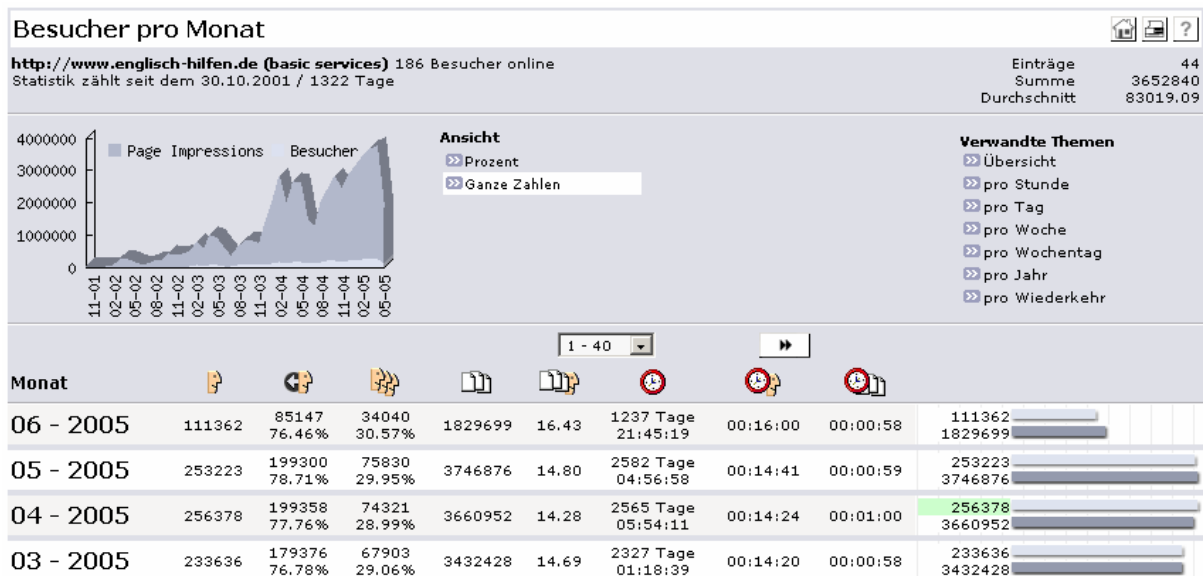 Besucher pro Monat
?
http://www.englisch-hilfen.de (basic services) 186 Besucher online
Statistik zählt seit dem 30.10.2001 / 1322 Tage
Einträge 44
Summe 3652840
Durchschnitt 83019.09
4000000
3000000
2000000
1000000
0
Page Impressions Besucher
11-01 02-02 05-02 08-02 11-02 02-03 05-03 08-03 11-03 02-04 05-04 08-04 11-04 02-05 05-05
Ansicht
Prozent
Ganze Zahlen
Verwandte Themen
Übersicht
pro Stunde
pro Tag
pro Woche
pro Wochentag
pro Jahr
pro Wiederkehr
1 - 40
Monat
06 - 2005 111362 85147 76.46% 34040 30.57% 1829699 16.43 1237 Tage 21:45:19 00:16:00 00:00:58 111362 1829699
05 - 2005 253223 199300 78.71% 75830 29.95% 3746876 14.80 2582 Tage 04:56:58 00:14:41 00:00:59 253223 3746876
04 - 2005 256378 199358 77.76% 74321 28.99% 3660952 14.28 2565 Tage 05:54:11 00:14:24 00:01:00 256378 3660952
03 - 2005 233636 179376 76.78% 67903 29.06% 3432428 14.69 2327 Tage 01:18:39 00:14:20 00:00:58 233636 3432428